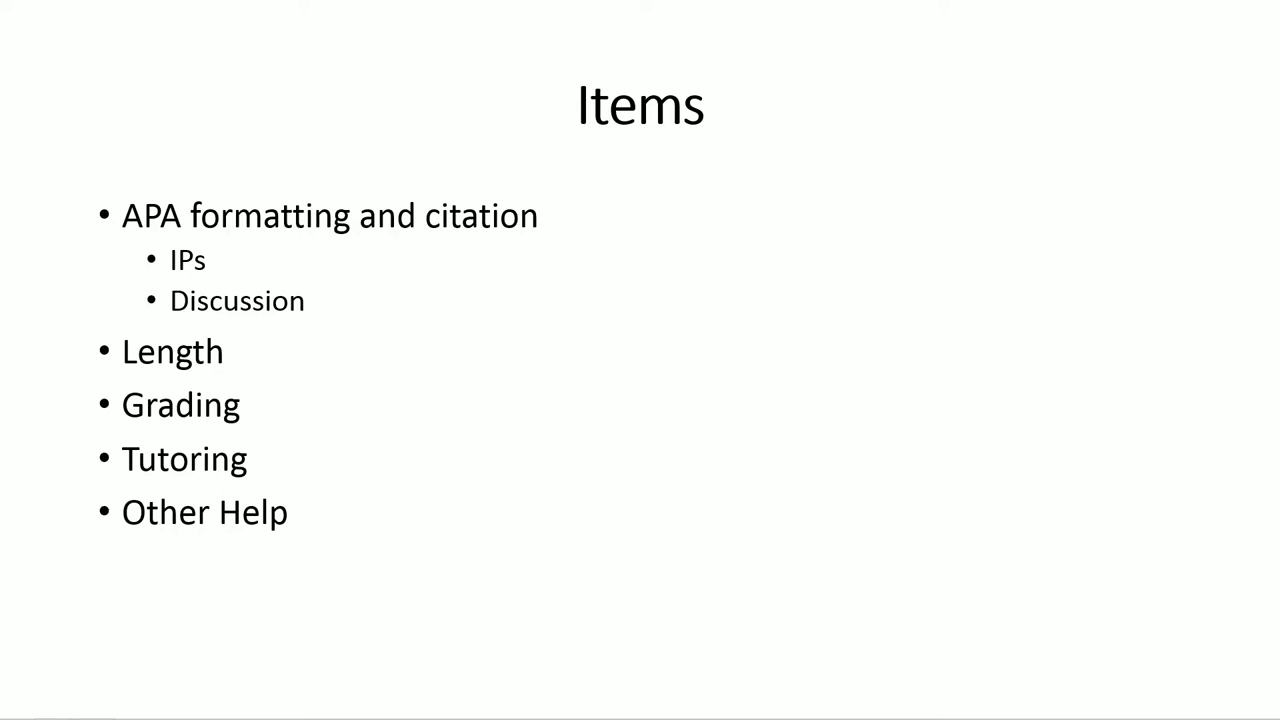 Items
• APA formatting and citation
• IPs
• Discussion
• Length
• Grading
• Tutoring
• Other Help